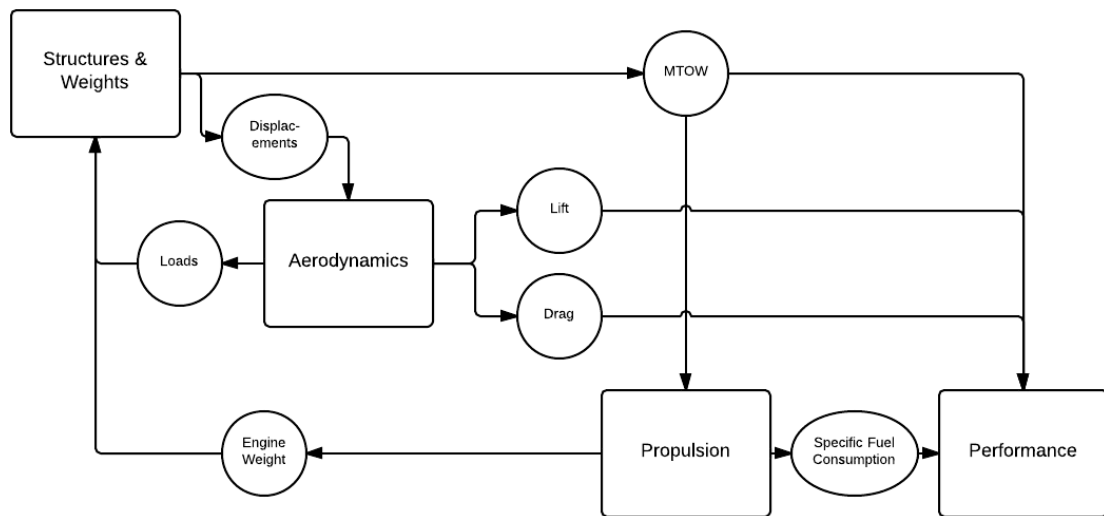 Structures &
Weights
MTOW
Displac-
ements
Lift
Loads
Aerodynamics
Drag
Engine
Weight
Propulsion
Specific Fuel
Consumption
Performance